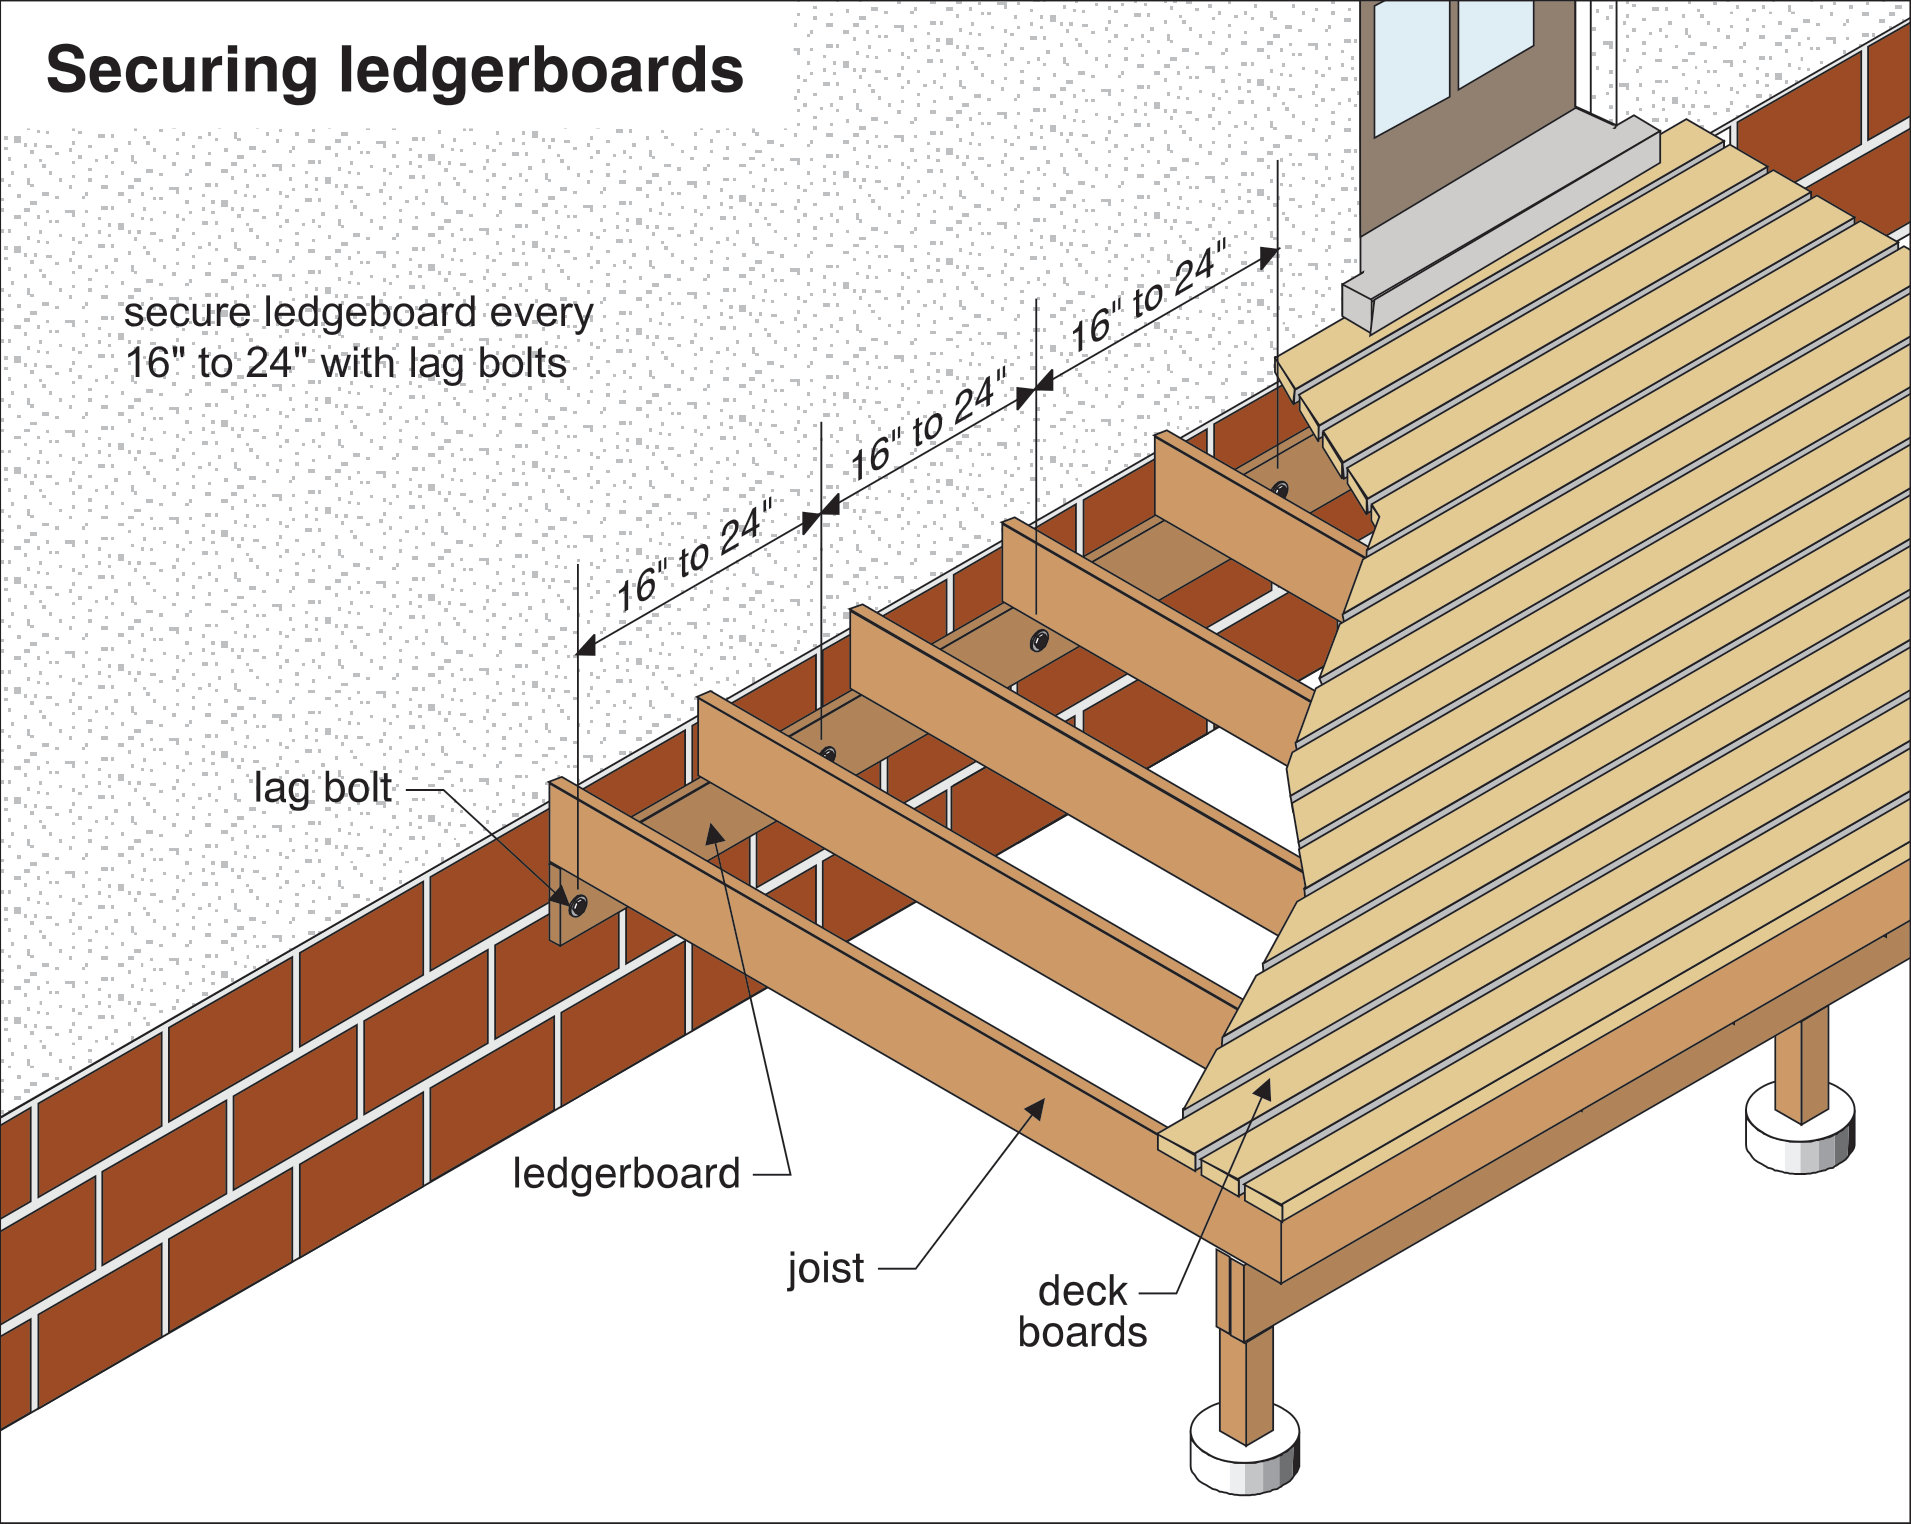 Securing ledgerboards
16" to 24"
secure ledgeboard every
16" to 24" with lag bolts
16" to 24"
16" to 24"
lag bolt
ledgerboard
joist
deck
boards